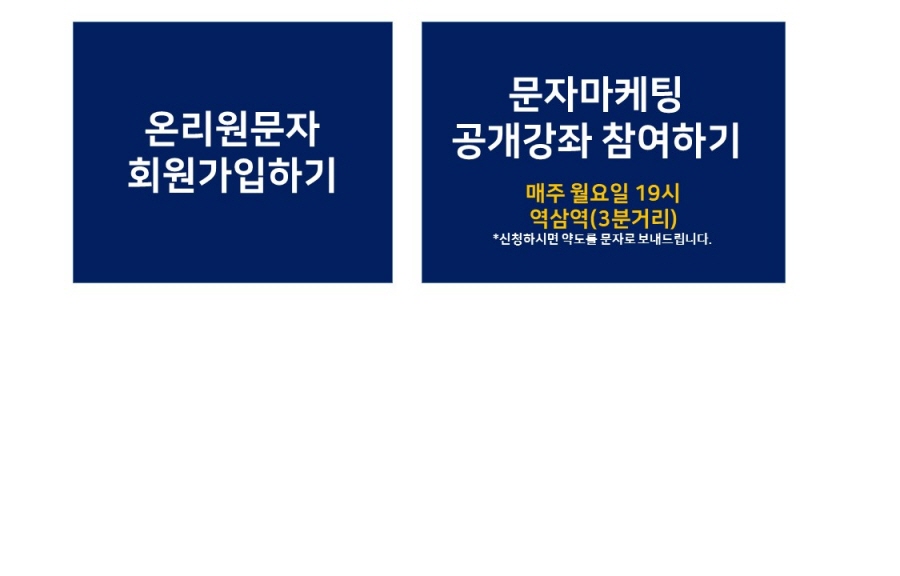 온리원문자
회원가입하기
문자마케팅
공개강좌 참여하기
매주 월요일 19시
역삼역(3분거리)
*신청하시면 약도를 문자로 보내드립니다.